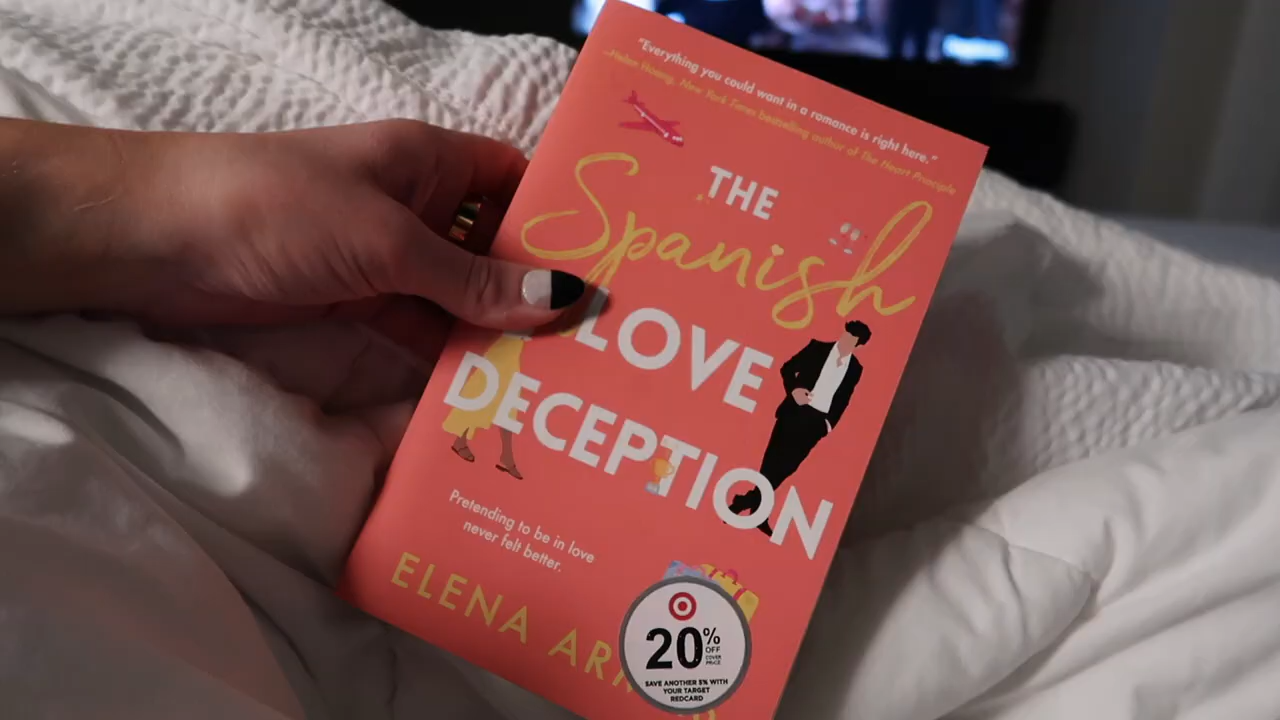 "Everything you could want in a romance is right here."
—Helen Hoang, New York Times bestselling author of The Heart Principle
THE
Spanish
LOVE
DECEPTION
Pretending to be in love
never felt better.
ELENA AR
20% OFF COVER PRICE
SAVE ANOTHER 5% WITH
YOUR TARGET
REDCARD